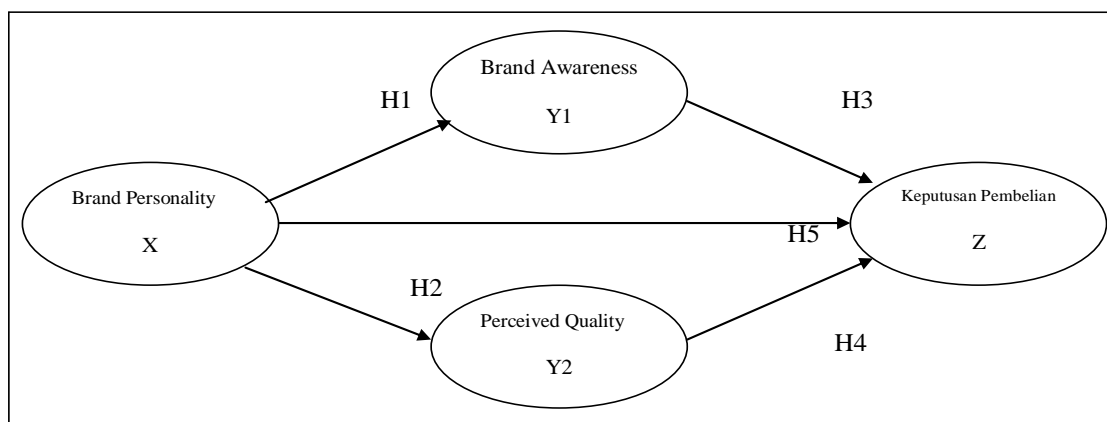 Brand Awareness
Y1
H1
H3
Brand Personality
X
Keputusan Pembelian
Z
H5
H2
Perceived Quality
Y2
H4